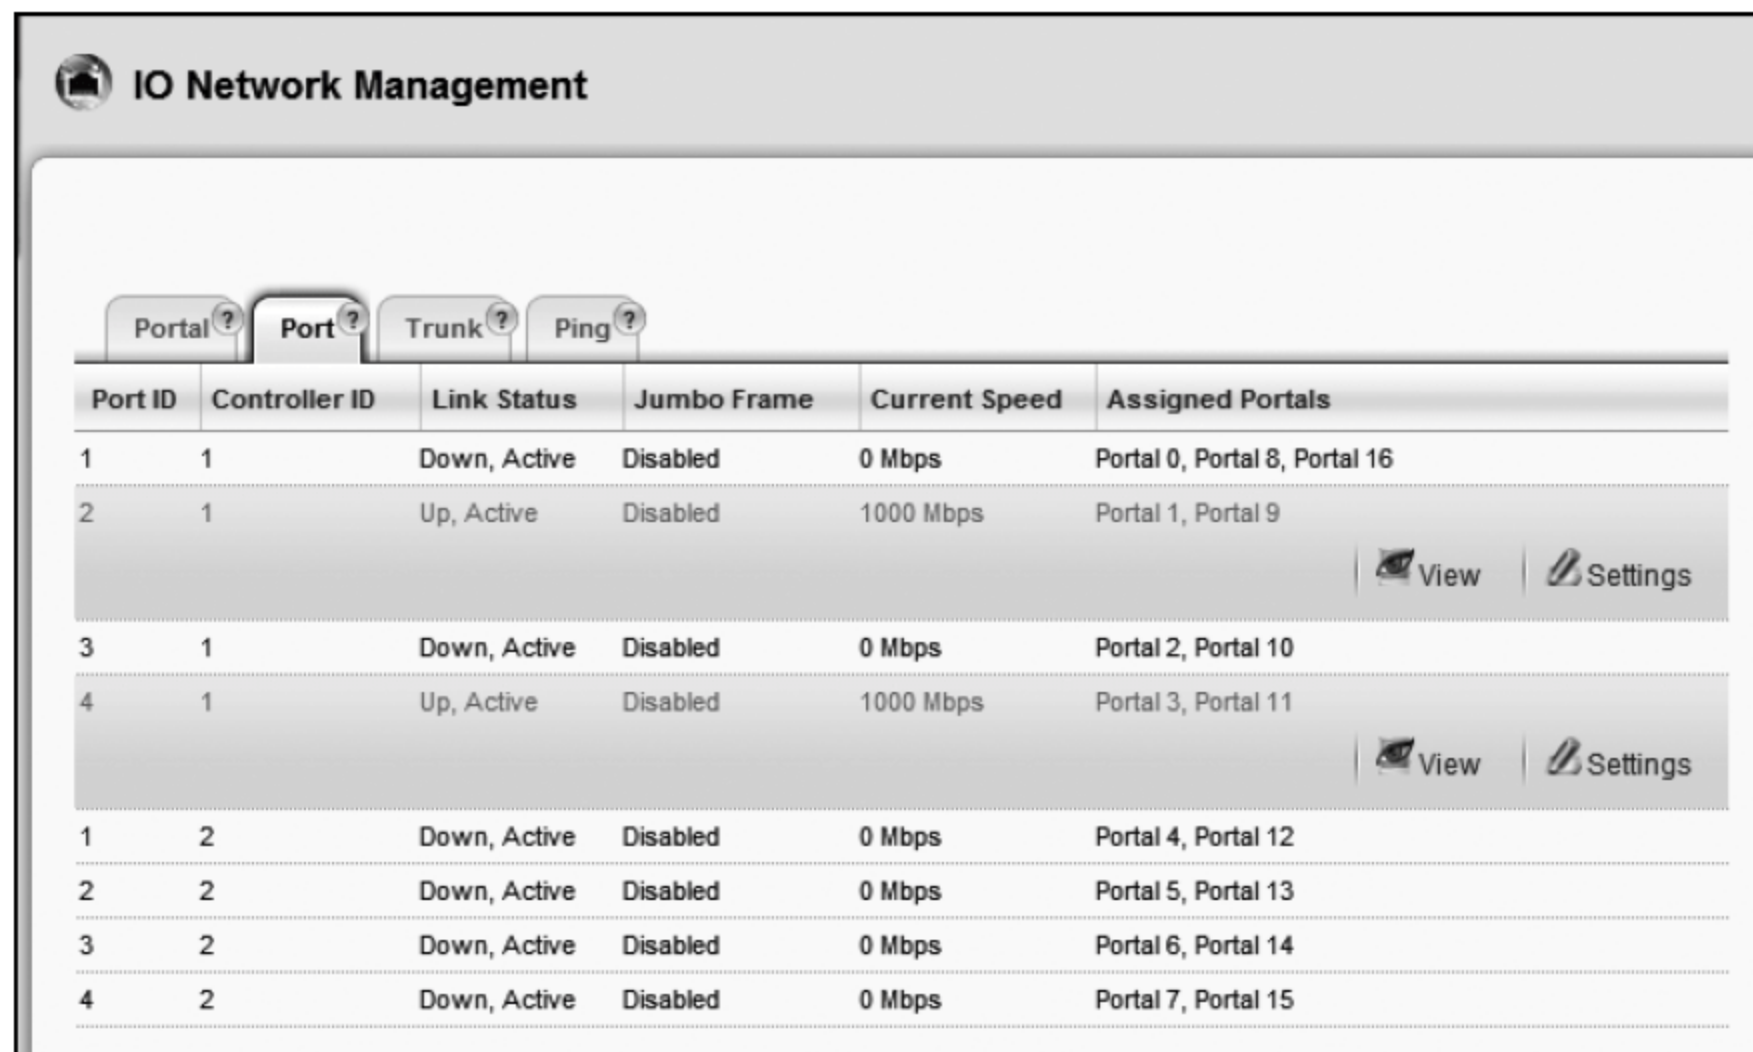 IO Network Management
Portal ? Port ? Trunk ? Ping ?
Port ID Controller ID Link Status Jumbo Frame Current Speed Assigned Portals
1 1 Down, Active Disabled 0 Mbps Portal 0, Portal 8, Portal 16
2 1 Up, Active Disabled 1000 Mbps Portal 1, Portal 9
View Settings
3 1 Down, Active Disabled 0 Mbps Portal 2, Portal 10
4 1 Up, Active Disabled 1000 Mbps Portal 3, Portal 11
View Settings
1 2 Down, Active Disabled 0 Mbps Portal 4, Portal 12
2 2 Down, Active Disabled 0 Mbps Portal 5, Portal 13
3 2 Down, Active Disabled 0 Mbps Portal 6, Portal 14
4 2 Down, Active Disabled 0 Mbps Portal 7, Portal 15